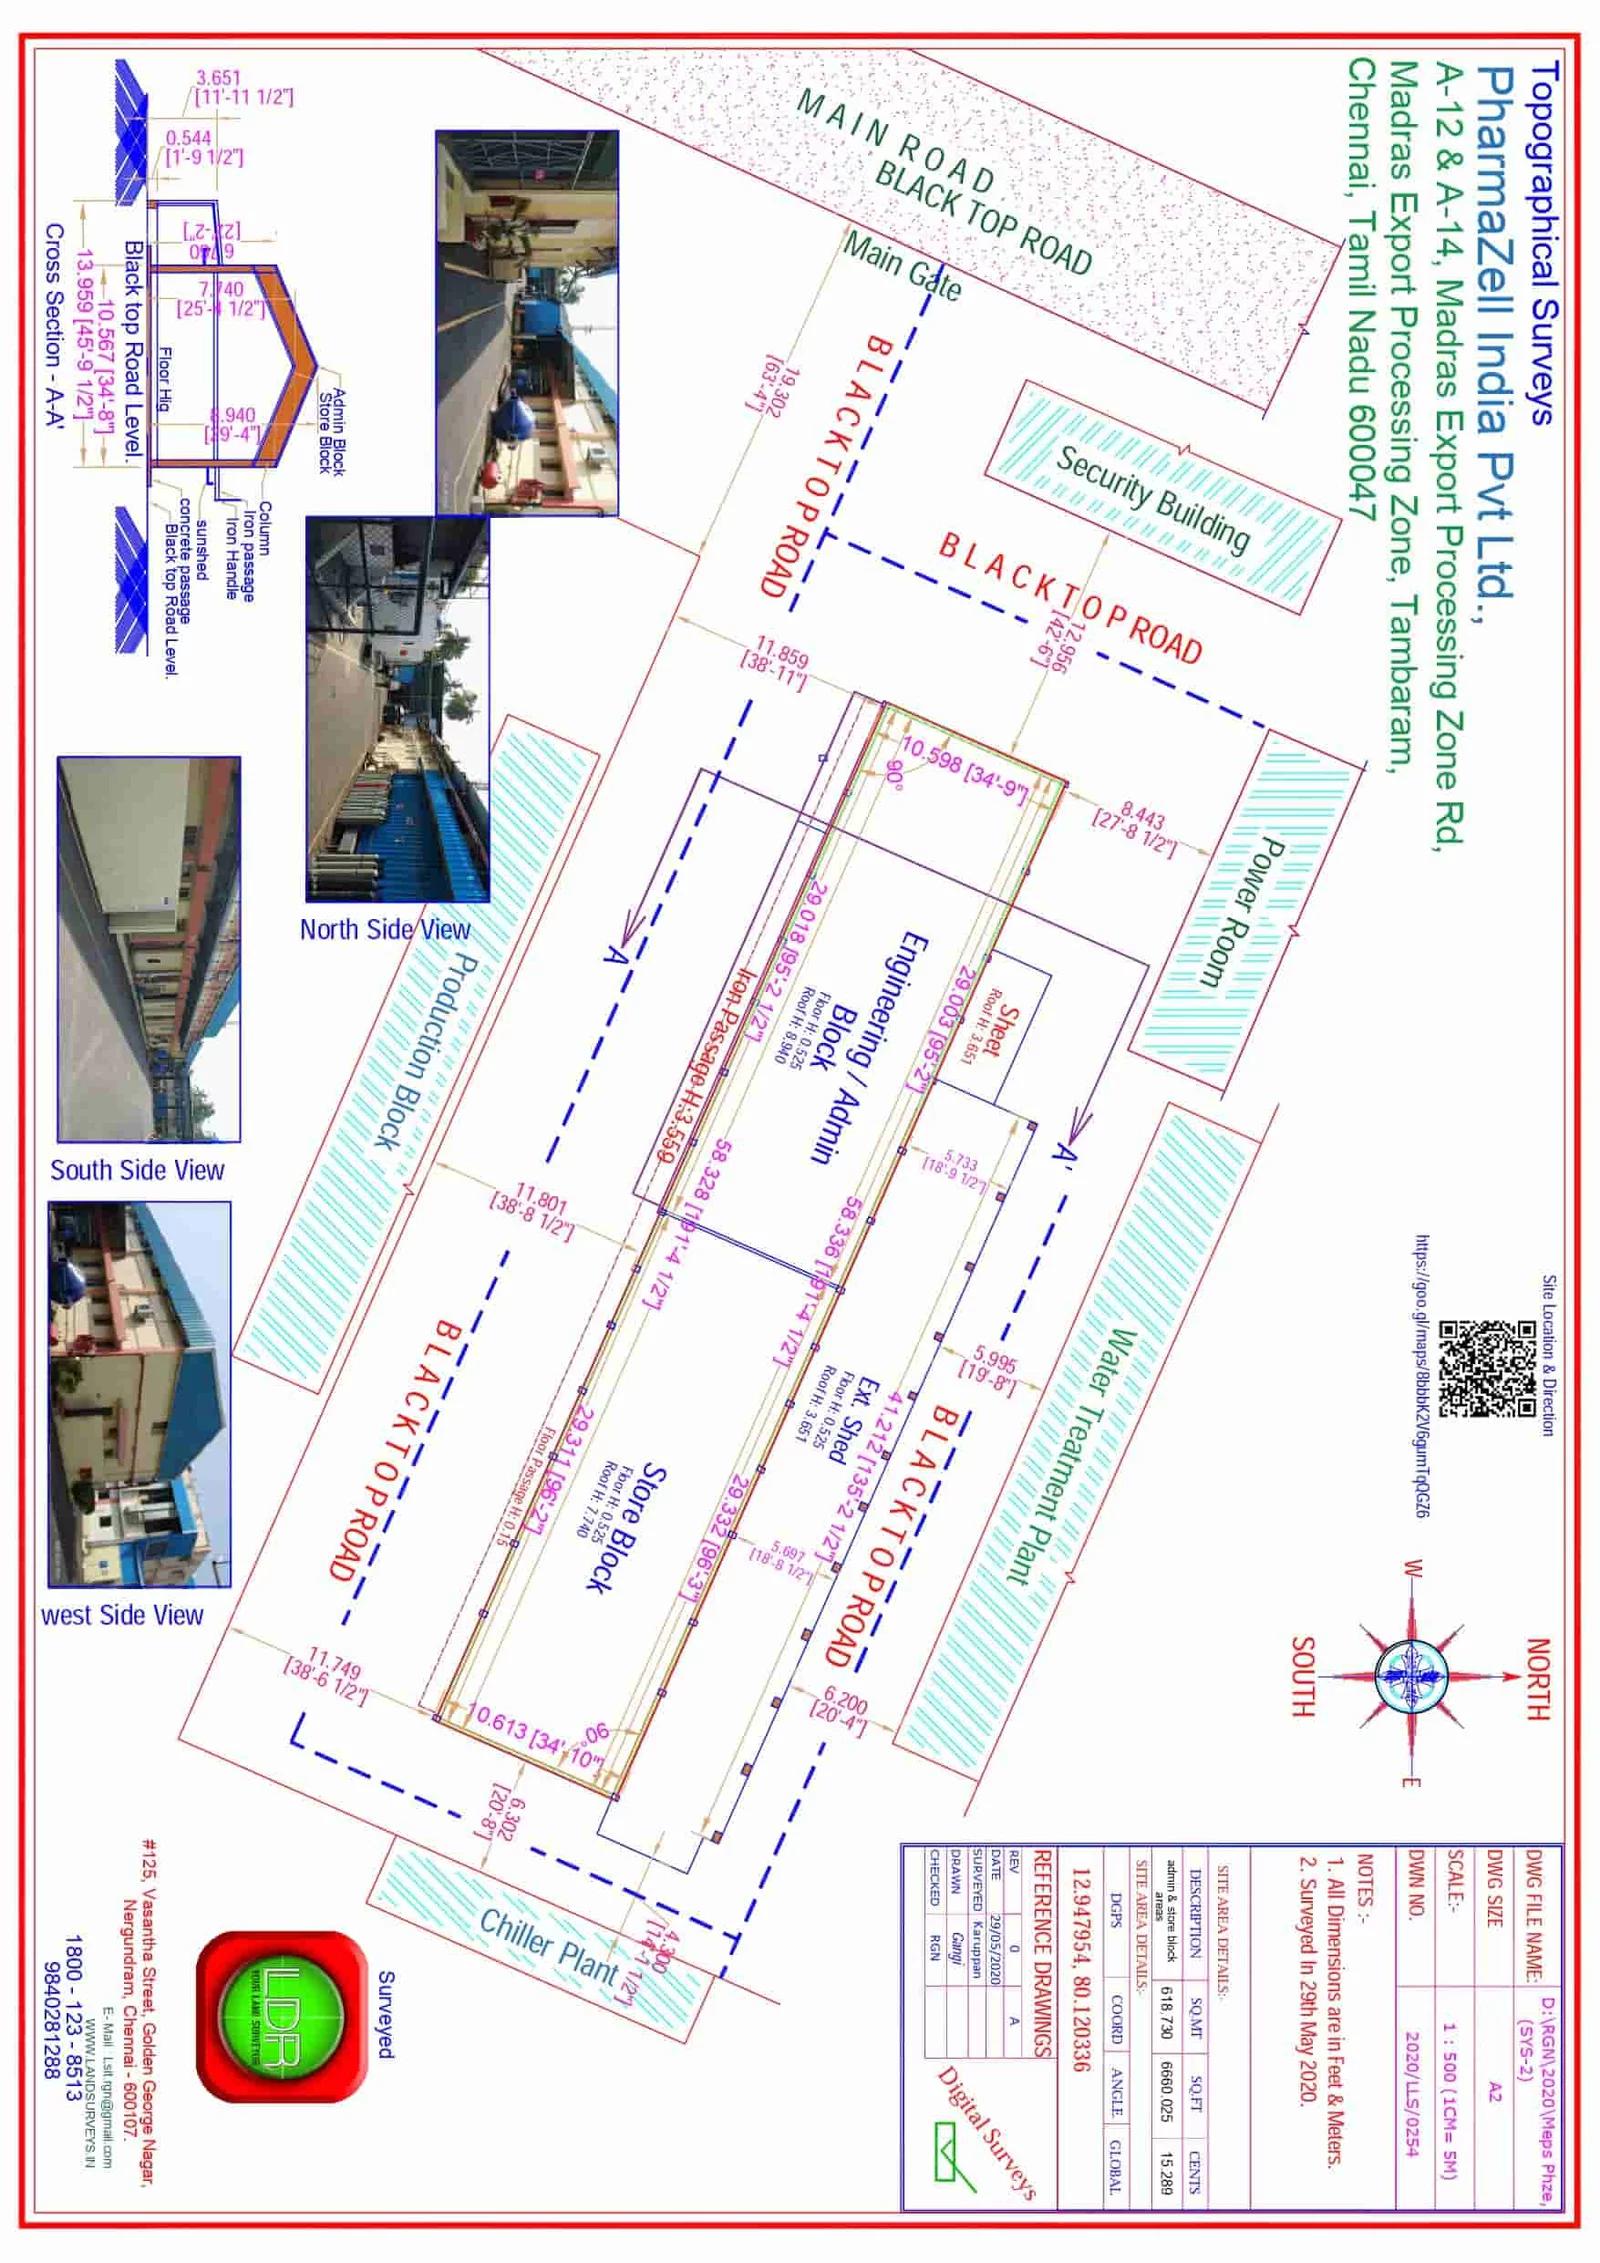 Topographical Surveys
PharmaZell India Pvt Ltd.,
A-12 & A-14, Madras Export Processing Zone Rd,
Madras Export Processing Zone, Tambaram,
Chennai, Tamil Nadu 600047
Site Location & Direction
https://goo.gl/maps/8bbbK2V6gumTqQGZ6
NORTH
SOUTH
W
E
MAIN ROAD
BLACK TOP ROAD
Main Gate
BLACKTOPROAD
19.302
[63'-4"]
Security Building
BLACKTOPROAD
12.956
[42'-6"]
11.859
[38'-11"]
10.598 [34'-9"]
90°
8.443
[27'-8 1/2"]
Power Room
A
A'
29.018 [95'-2 1/2"]
Engineering / Admin
Block
Floor H: 0.525
Roof H: 8.940
29.003 [95'-2"]
Sheet
Roof H: 3.651
Iron Passage H:3.559
Production Block
58.328 [191'-4 1/2"]
58.336 [191'-4 1/2"]
5.733
[18'-9 1/2"]
11.801
[38'-8 1/2"]
5.995
[19'-8"]
Water Treatment Plant
Ext. Shed
Floor H: 0.525
Roof H: 3.651
41.212 [135'-2 1/2"]
BLACKTOPROAD
BLACKTOPROAD
29.311 [96'-2"]
Floor Passage H: 0.15
Store Block
Floor H: 0.525
Roof H: 7.740
29.332 [96'-3"]
5.697
[18'-8 1/2"]
11.749
[38'-6 1/2"]
10.613 [34'-10"]
90°
6.200
[20'-4"]
6.302
[20'-8"]
Chiller Plant
4.300
[14'-1 1/2"]
3.651
[11'-11 1/2"]
0.544
[1'-9 1/2"]
[22'-2"]
7.740
[25'-4 1/2"]
8.940
[29'-4"]
Admin Block
Store Block
Floor Hig
Black top Road Level.
10.567 [34'-8"]
13.959 [45'-9 1/2"]
Cross Section - A-A'
Column
Iron passage
Iron Handle
sunshed
concrete passage
Black top Road Level.
North Side View
South Side View
west Side View
DWG FILE NAME:
D:\RGN\2020\Meps Phze,
(SYS-2)
DWG SIZE
A2
SCALE:-
1 : 500 (1CM= 5M)
DWN NO.
2020/LLS/0254
NOTES :-
1. All Dimensions are in Feet & Meters.
2. Surveyed In 29th May 2020.
SITE AREA DETAILS:-
DESCRIPTION SQ.MT SQ.FT CENTS
admin & store block
areas
618.730 6660.025 15.289
SITE AREA DETAILS:-
DGPS COORD ANGLE GLOBAL
12.947954, 80.120336
REFERENCE DRAWINGS
REV 0 A
DATE 29/05/2020
SURVEYED Karuppan
DRAWN Gangi
CHECKED RGN
Digital Surveys
Surveyed
LDR
YOUR LAND SURVEYOR
#125, Vasantha Street, Golden George Nagar,
Nergundram, Chennai - 600107.
E- Mail : Lsit.rgn@gmail.com
WWW.LANDSURVEYS.IN
1800 - 123 - 8513
9840281288